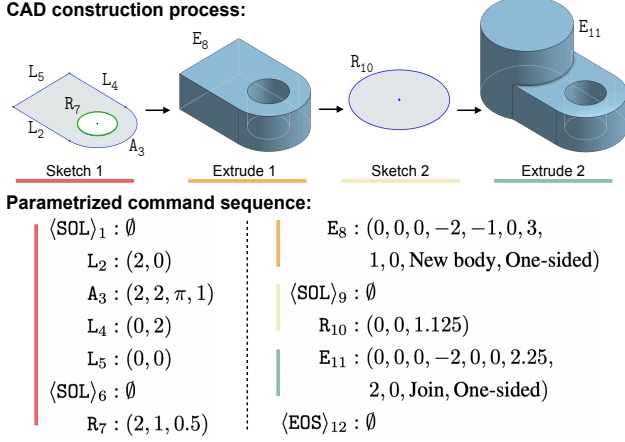 CAD construction process:
L5 L4 R7 L2 A3
E8
R10
E11
Sketch 1 Extrude 1 Sketch 2 Extrude 2
Parametrized command sequence:
⟨SOL⟩1 : ∅
L2 : (2, 0)
A3 : (2, 2, π, 1)
L4 : (0, 2)
L5 : (0, 0)
⟨SOL⟩6 : ∅
R7 : (2, 1, 0.5)
E8 : (0, 0, 0, −2, −1, 0, 3,
1, 0, New body, One-sided)
⟨SOL⟩9 : ∅
R10 : (0, 0, 1.125)
E11 : (0, 0, 0, −2, 0, 0, 2.25,
2, 0, Join, One-sided)
⟨EOS⟩12 : ∅